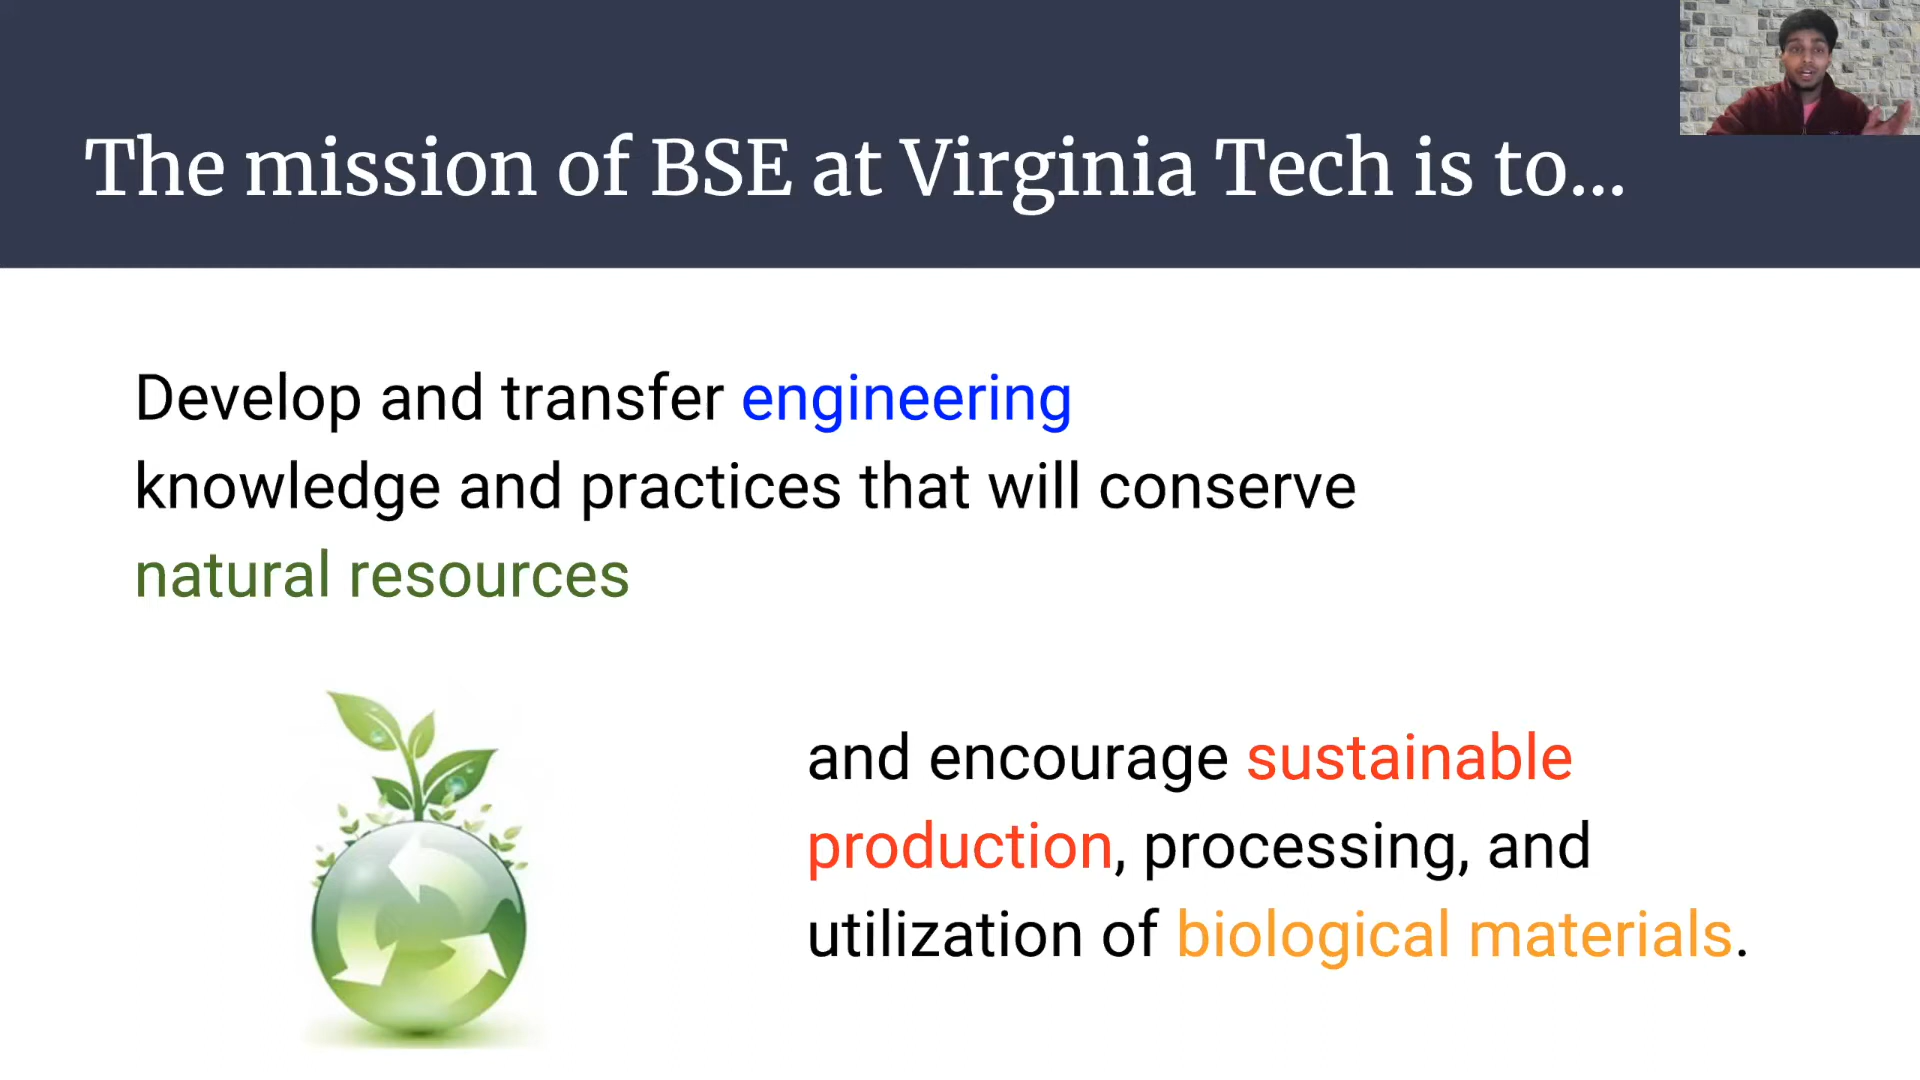 The mission of BSE at Virginia Tech is to...
Develop and transfer engineering
knowledge and practices that will conserve
natural resources
and encourage sustainable
production, processing, and
utilization of biological materials.